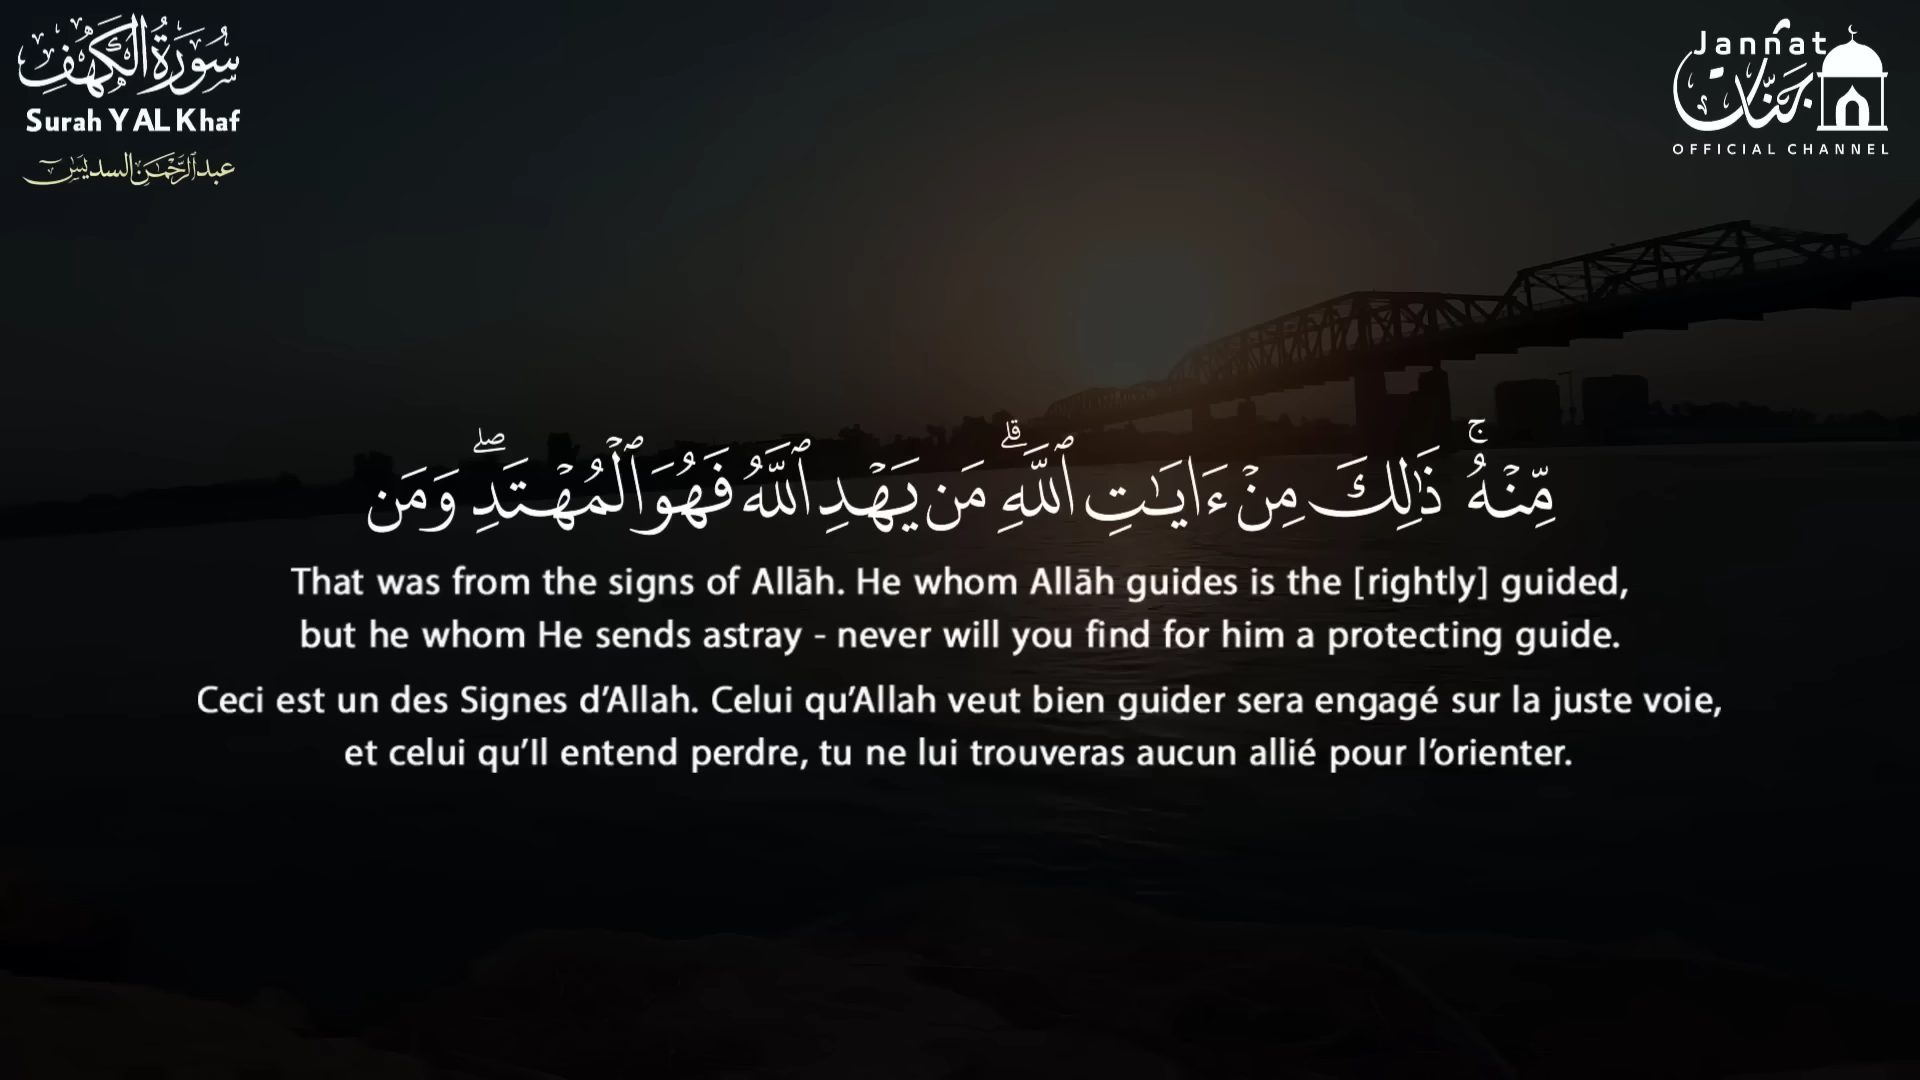 سُورَةُ الكَهْفِ
Surah Y AL Khaf
عبد الرَّحْمَٰن السديس
Jannat
جَنَّات
OFFICIAL CHANNEL
مِّنْهُ ۚ ذَٰلِكَ مِنْ ءَايَٰتِ ٱللَّهِ ۗ مَن يَهْدِ ٱللَّهُ فَهُوَ ٱلْمُهْتَدِ ۖ وَمَن
That was from the signs of Allāh. He whom Allāh guides is the [rightly] guided,
but he whom He sends astray - never will you find for him a protecting guide.
Ceci est un des Signes d’Allah. Celui qu’Allah veut bien guider sera engagé sur la juste voie,
et celui qu’Il entend perdre, tu ne lui trouveras aucun allié pour l’orienter.